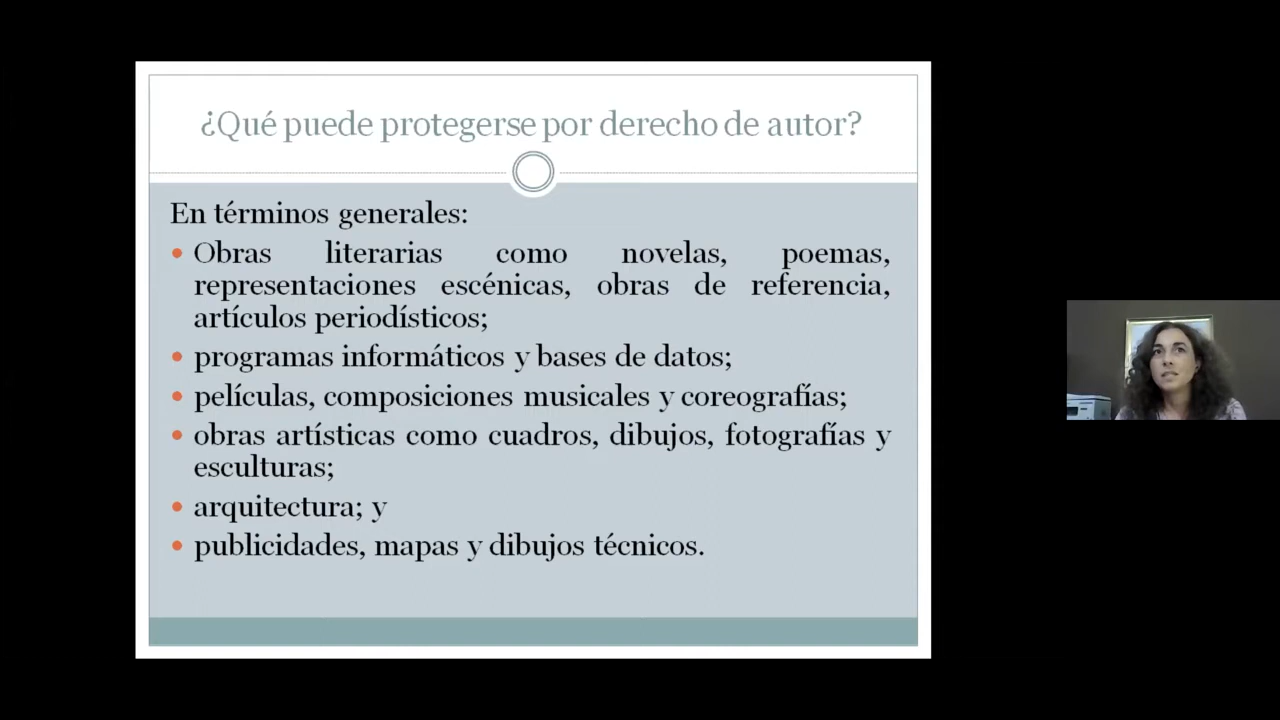 ¿Qué puede protegerse por derecho de autor?
En términos generales:
• Obras literarias como novelas, poemas,
representaciones escénicas, obras de referencia,
artículos periodísticos;
• programas informáticos y bases de datos;
• películas, composiciones musicales y coreografías;
• obras artísticas como cuadros, dibujos, fotografías y
esculturas;
• arquitectura; y
• publicidades, mapas y dibujos técnicos.